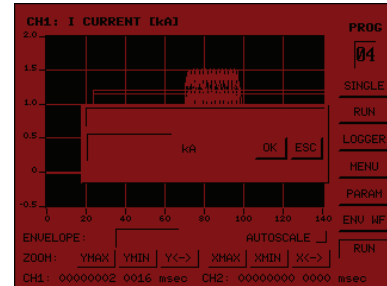 CH1: I CURRENT [kA]
PROG
04
2.0
1.5
1.0
0.5
0
-0.5
0 20 40 60 80 100 120 140
kA OK ESC
SINGLE
RUN
LOGGER
MENU
PARAM
ENV WF
RUN
ENVELOPE: AUTOSCALE
ZOOM: YMAX YMIN Y<-> XMAX XMIN X<->
CH1: 00000002 0016 msec CH2: 00000000 0000 msec